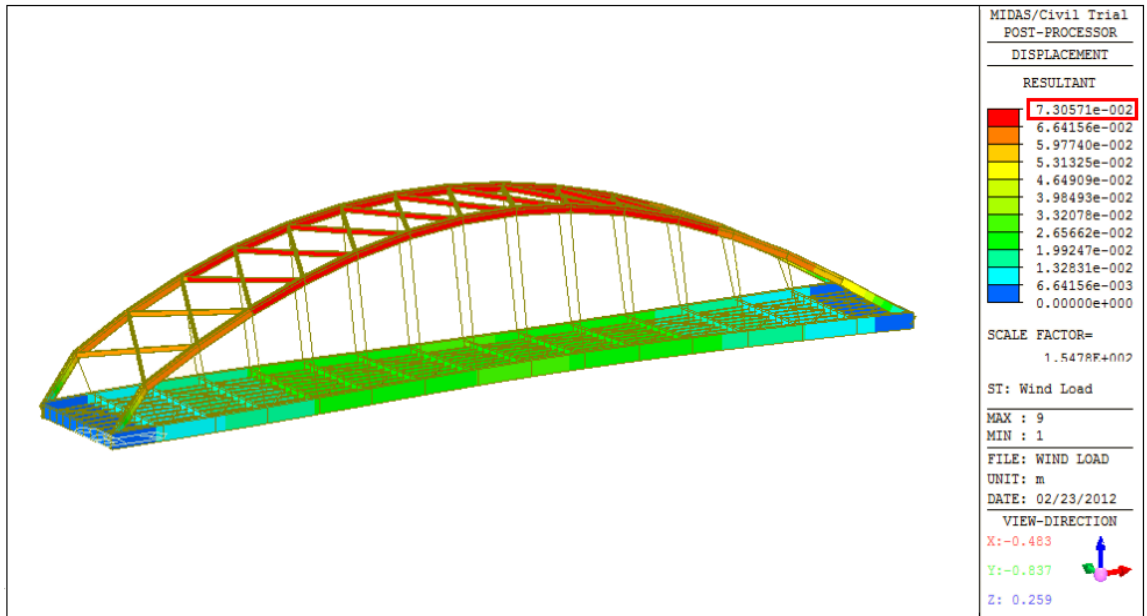 MIDAS/Civil Trial
POST-PROCESSOR
DISPLACEMENT
RESULTANT
7.30571e-002
6.64156e-002
5.97740e-002
5.31325e-002
4.64909e-002
3.98493e-002
3.32078e-002
2.65662e-002
1.99247e-002
1.32831e-002
6.64156e-003
0.00000e+000
SCALE FACTOR=
1.5478E+002
ST: Wind Load
MAX : 9
MIN : 1
FILE: WIND LOAD
UNIT: m
DATE: 02/23/2012
VIEW-DIRECTION
X:-0.483
Y:-0.837
Z: 0.259